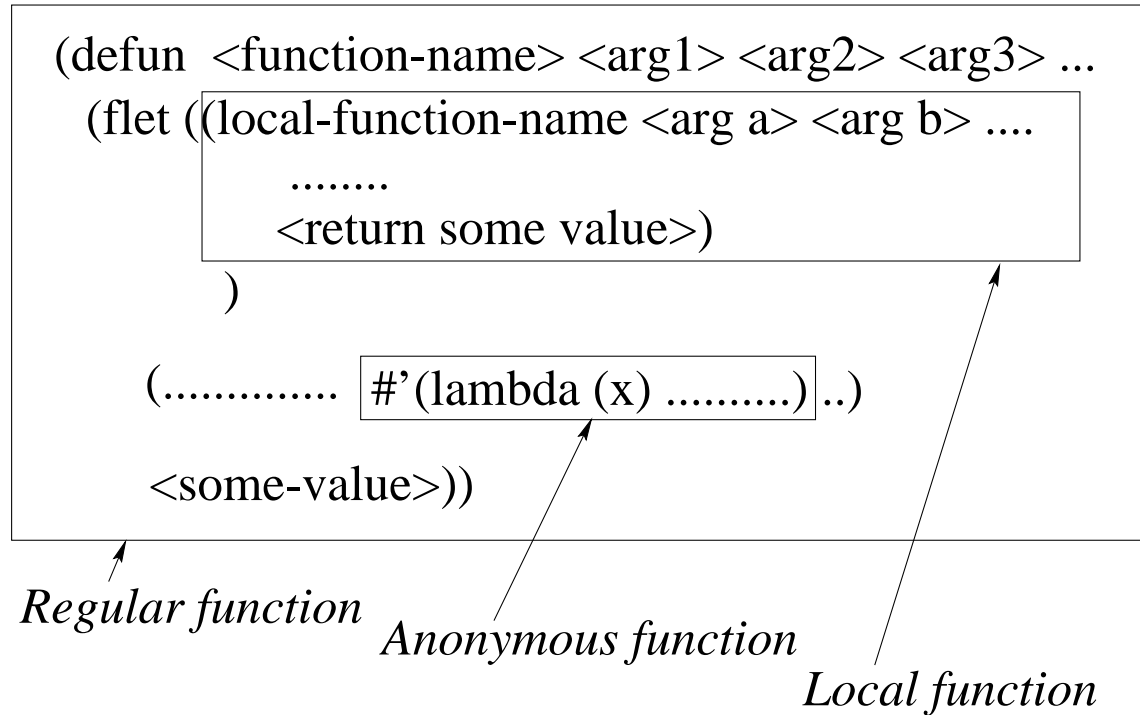 (defun <function-name> <arg1> <arg2> <arg3> ...
(flet ((local-function-name <arg a> <arg b> ....
........
<return some value>)
)
(.............. #’(lambda (x) ..........) ..)
<some-value>))
Regular function
Anonymous function
Local function